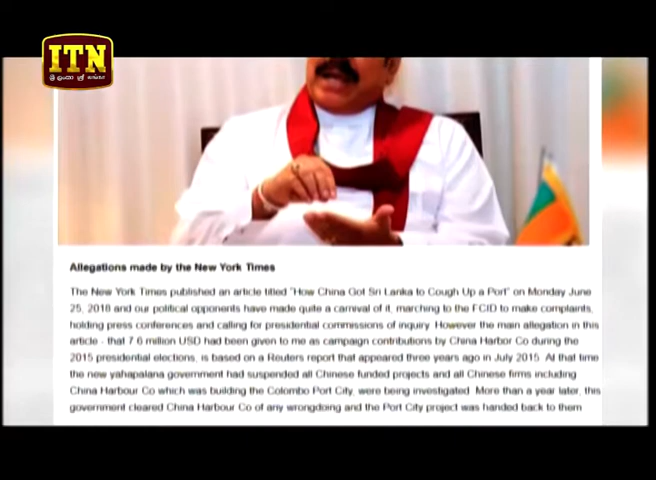 ITN
Allegations made by the New York Times
The New York Times published an article titled "How China Got Sri Lanka to Cough Up a Port" on Monday June
25, 2018 and our political opponents have made quite a carnival of it, marching to the FCID to make complaints,
holding press conferences and calling for presidential commissions of inquiry. However the main allegation in this
article - that 7.6 million USD had been given to me as campaign contributions by China Harbor Co during the
2015 presidential elections, is based on a Reuters report that appeared three years ago in July 2015. At that time
the new yahapalana government had suspended all Chinese funded projects and all Chinese firms including
China Harbour Co which was building the Colombo Port City, were being investigated. More than a year later, this
government cleared China Harbour Co of any wrongdoing and the Port City project was handed back to them